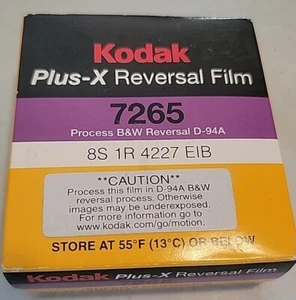 Kodak
Plus-X Reversal Film
7265
Process B&W Reversal D-94A
8S 1R 4227 EIB
**CAUTION**
Process this film in D-94A B&W
reversal process. Otherwise
images may be underexposed.
For more information go to
www.kodak.com/go/motion.
STORE AT 55°F (13°C) OR BELOW
Kodak Plus-X Reversal Film